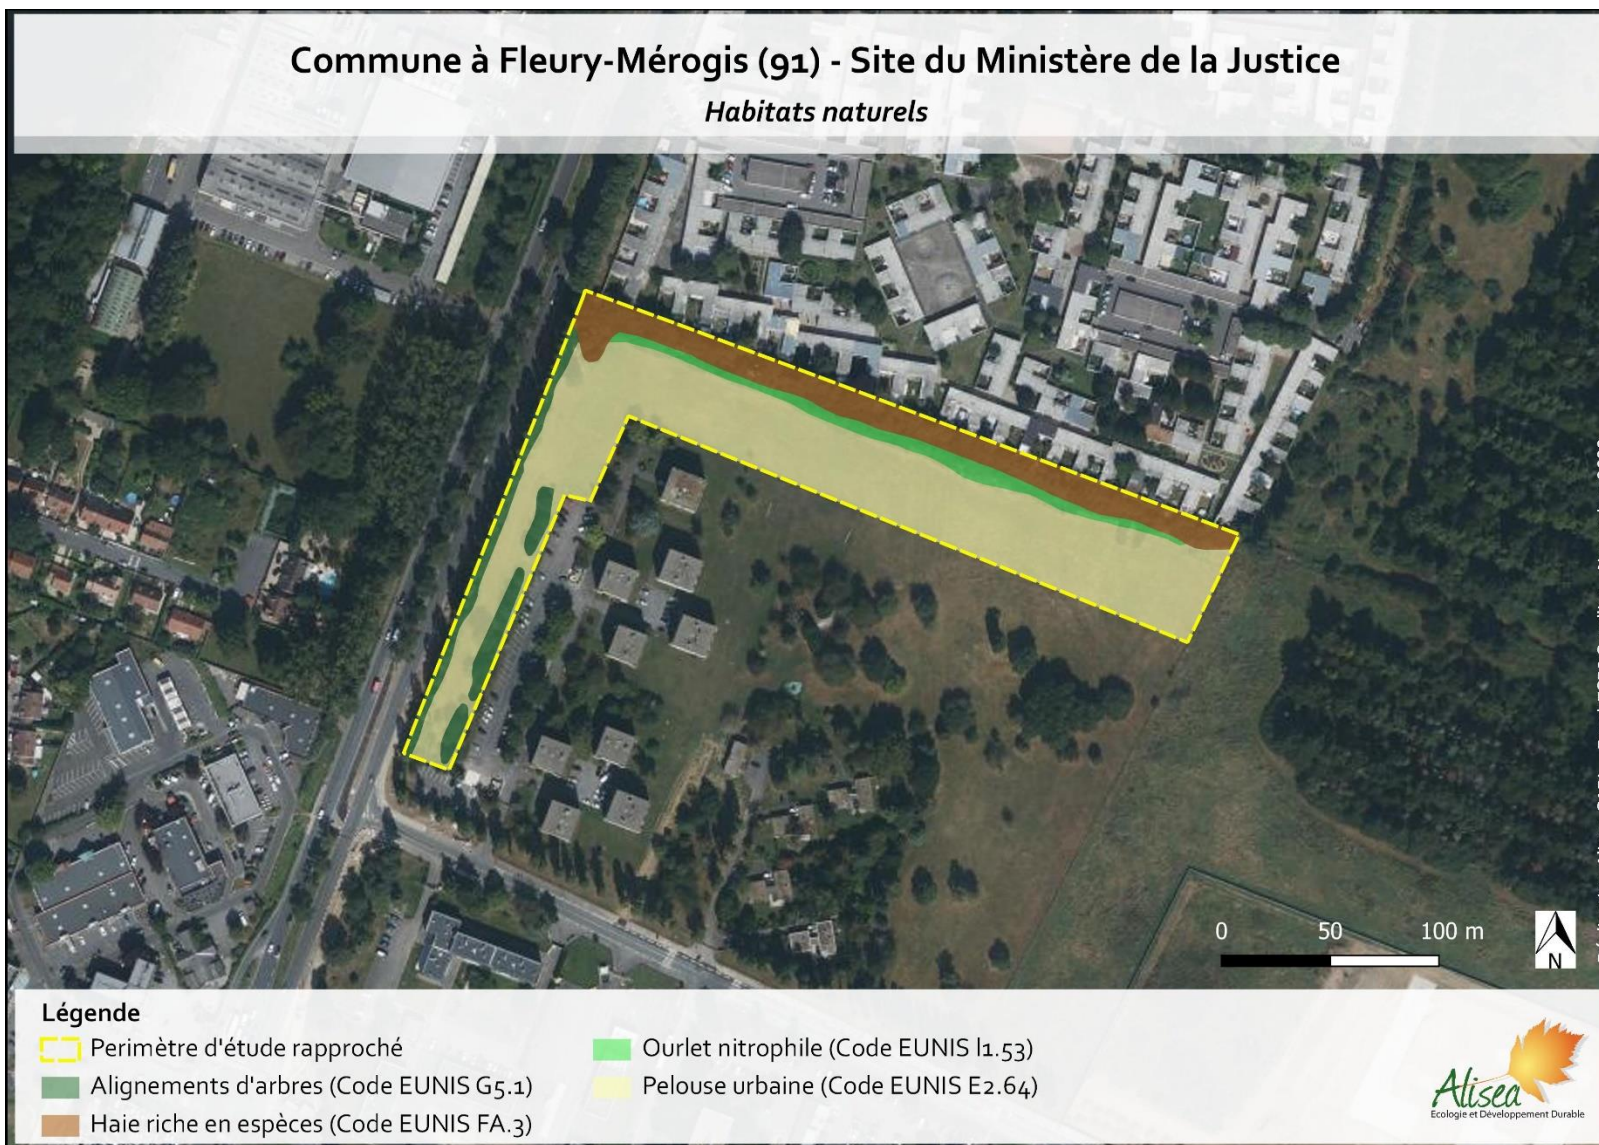 Commune à Fleury-Mérogis (91) - Site du Ministère de la Justice
Habitats naturels
0 50 100 m
N
Légende
Perimètre d'étude rapproché
Alignements d'arbres (Code EUNIS G5.1)
Haie riche en espèces (Code EUNIS FA.3)
Ourlet nitrophile (Code EUNIS I1.53)
Pelouse urbaine (Code EUNIS E2.64)
Alisea
Ecologie et Développement Durable